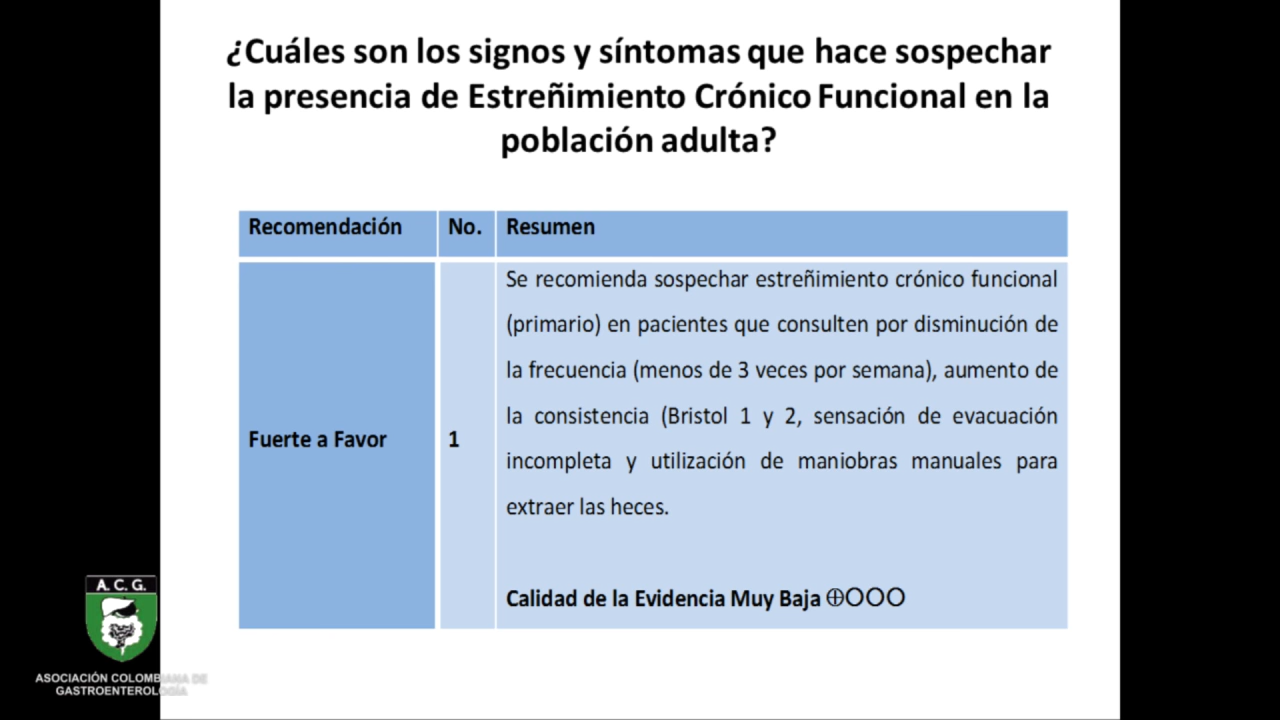 ¿Cuáles son los signos y síntomas que hace sospechar
la presencia de Estreñimiento Crónico Funcional en la
población adulta?
Recomendación No. Resumen
Fuerte a Favor 1
Se recomienda sospechar estreñimiento crónico funcional
(primario) en pacientes que consulten por disminución de
la frecuencia (menos de 3 veces por semana), aumento de
la consistencia (Bristol 1 y 2, sensación de evacuación
incompleta y utilización de maniobras manuales para
extraer las heces.
Calidad de la Evidencia Muy Baja ⊕○○○
A. C. G.
ASOCIACIÓN COLOMBIANA DE
GASTROENTEROLOGÍA